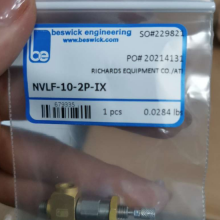 beswick engineering
www.beswick.com
be
SO#229821
PO# 20214131
RICHARDS EQUIPMENT CO./AT
NVLF-10-2P-IX
1 pcs
0.0284 lb